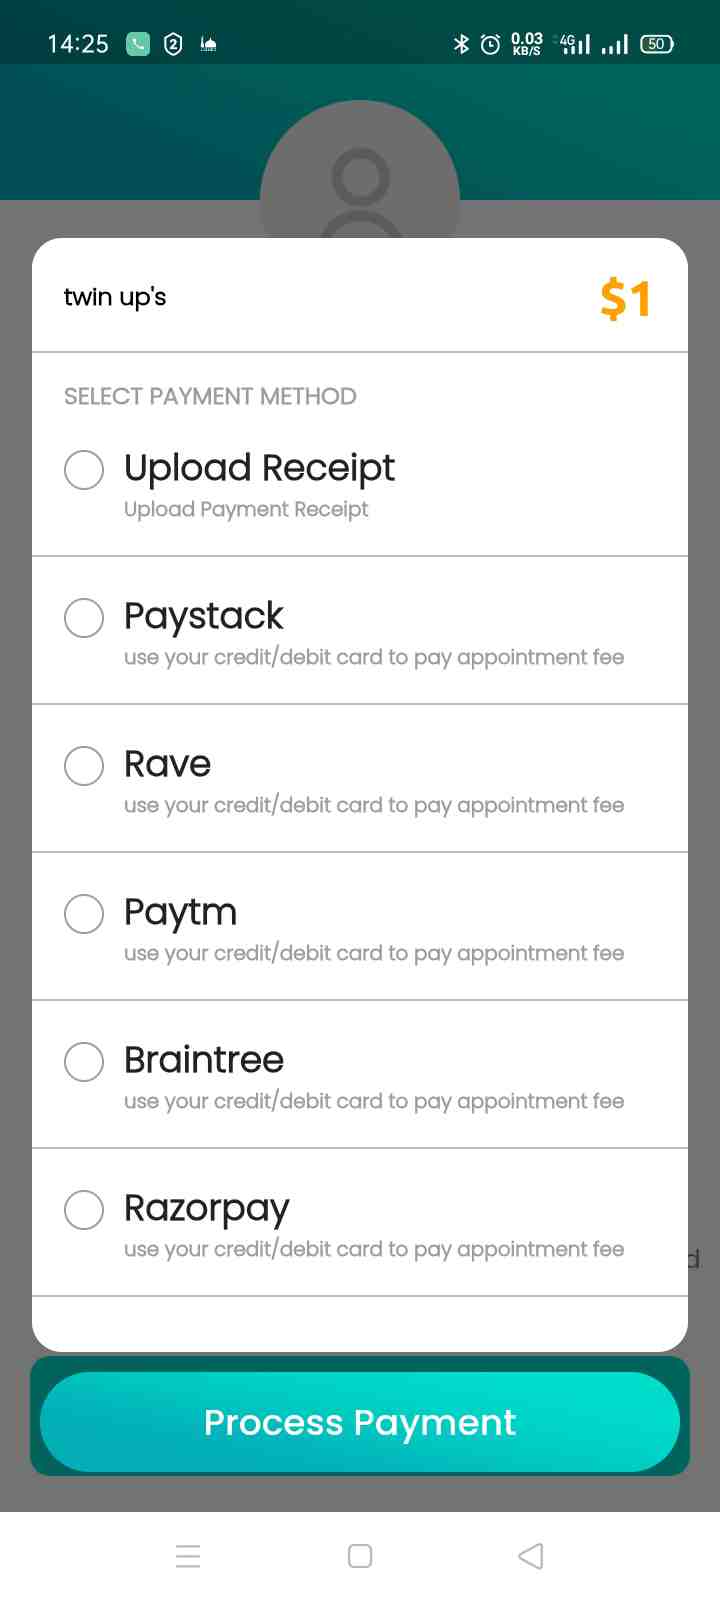 14:25
2
0.03
KB/S
4G
50
twin up's
$1
SELECT PAYMENT METHOD
Upload Receipt
Upload Payment Receipt
Paystack
use your credit/debit card to pay appointment fee
Rave
use your credit/debit card to pay appointment fee
Paytm
use your credit/debit card to pay appointment fee
Braintree
use your credit/debit card to pay appointment fee
Razorpay
use your credit/debit card to pay appointment fee
d
Process Payment